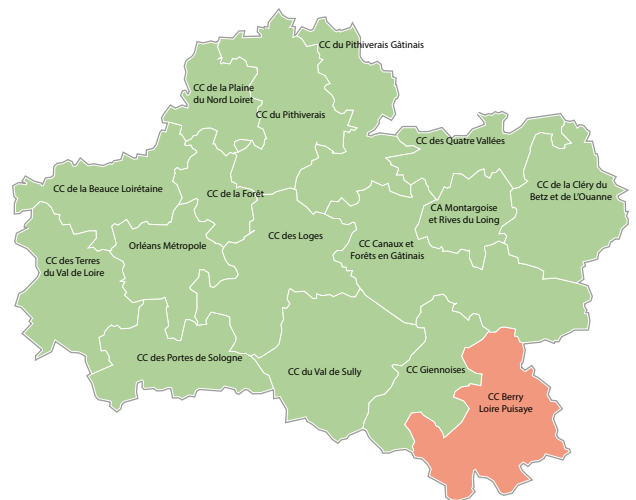 CC du Pithiverais Gâtinais
CC de la Plaine
du Nord Loiret
CC du Pithiverais
CC des Quatre Vallées
CC de la Beauce Loirétaine
CC de la Forêt
CC de la Cléry du
Betz et de L'Ouanne
CA Montargoise
et Rives du Loing
CC des Loges
Orléans Métropole
CC Canaux et
Forêts en Gâtinais
CC des Terres
du Val de Loire
CC des Portes de Sologne
CC du Val de Sully
CC Giennoises
CC Berry
Loire Puisaye